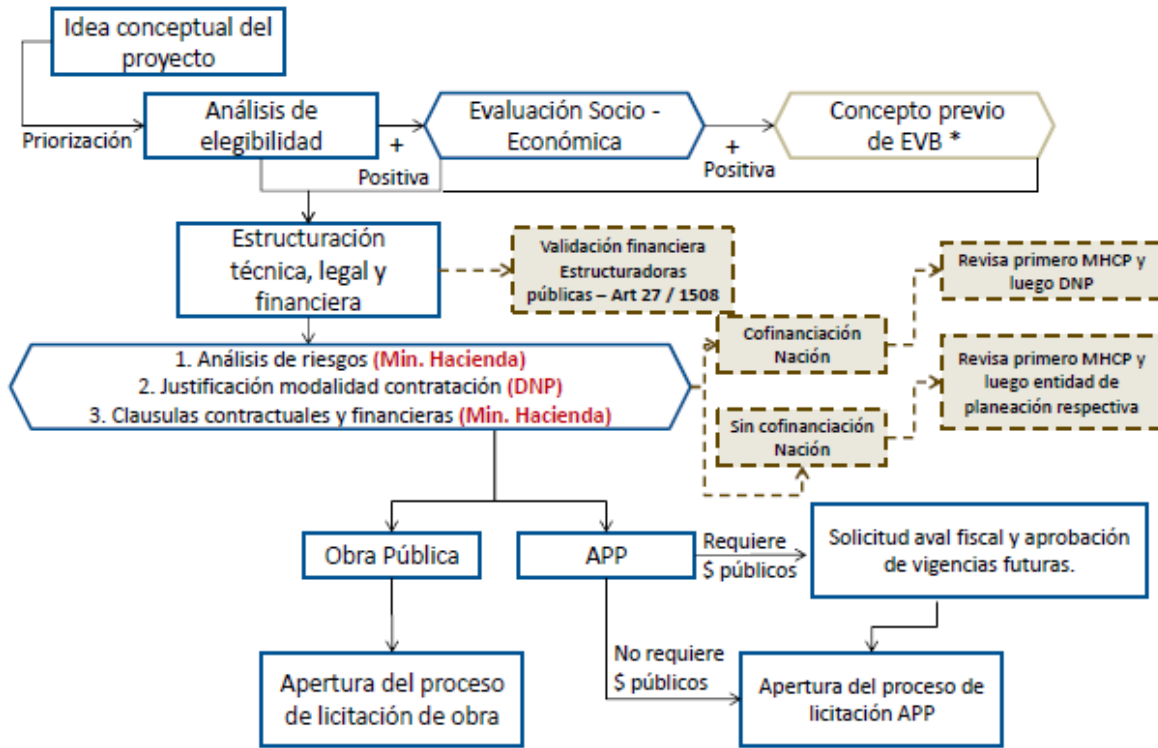 Idea conceptual del
proyecto
Priorización
Análisis de
elegibilidad
+
Positiva
Evaluación Socio -
Económica
+
Positiva
Concepto previo
de EVB *
Estructuración
técnica, legal y
financiera
Validación financiera
Estructuradoras
públicas – Art 27 / 1508
1. Análisis de riesgos (Min. Hacienda)
2. Justificación modalidad contratación (DNP)
3. Clausulas contractuales y financieras (Min. Hacienda)
Cofinanciación
Nación
Revisa primero MHCP y
luego DNP
Sin cofinanciación
Nación
Revisa primero MHCP y
luego entidad de
planeación respectiva
Obra Pública
APP
Requiere
$ públicos
Solicitud aval fiscal y aprobación
de vigencias futuras.
Apertura del proceso
de licitación de obra
No requiere
$ públicos
Apertura del proceso de
licitación APP